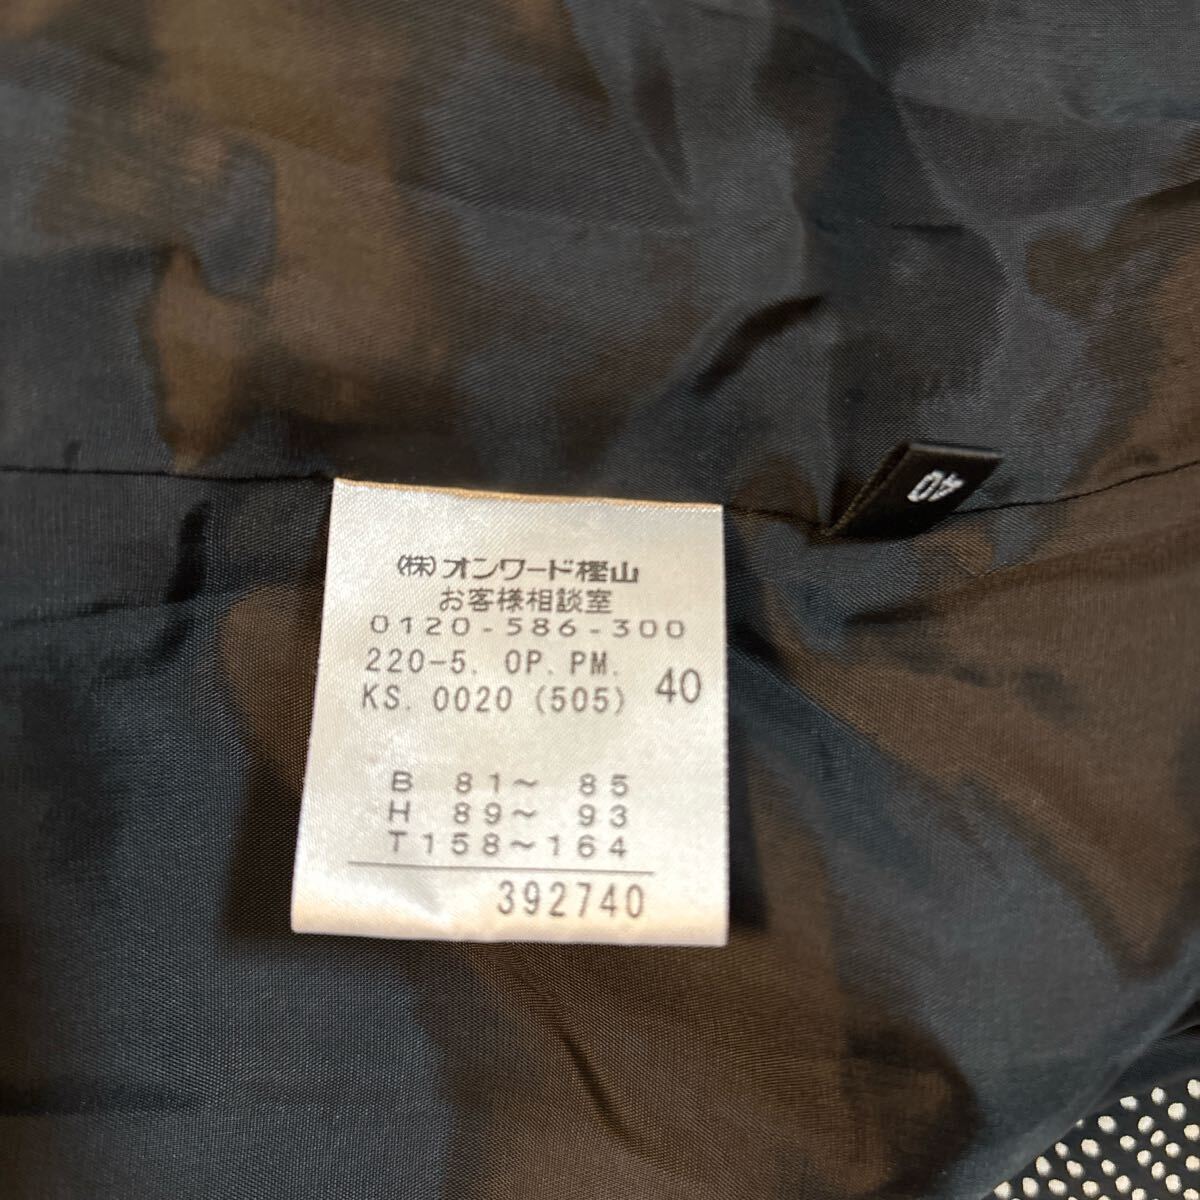 (株)オンワード樫山
お客様相談室
0120-586-300
220-5. OP. PM.
KS. 0020 (505) 40
B 81～ 85
H 89～ 93
T158～164
392740
40